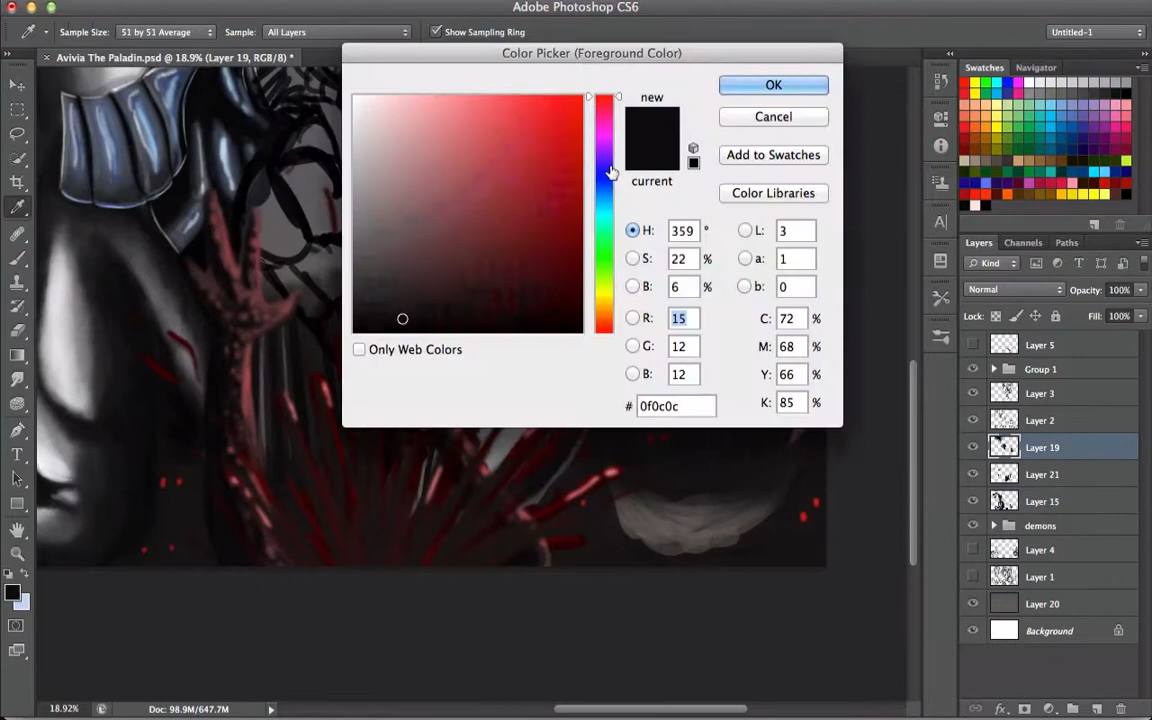 Adobe Photoshop CS6
Sample Size: 51 by 51 Average Sample: All Layers Show Sampling Ring Untitled-1
Avivia The Paladin.psd @ 18.9% (Layer 19, RGB/8) *
Color Picker (Foreground Color)
new
current
OK
Cancel
Add to Swatches
Color Libraries
H: 359 ° L: 3
S: 22 % a: 1
B: 6 % b: 0
R: 15 C: 72 %
G: 12 M: 68 %
B: 12 Y: 66 %
# 0f0c0c K: 85 %
Only Web Colors
Swatches Navigator
Layers Channels Paths
Kind
Normal Opacity: 100%
Lock: Fill: 100%
Layer 5
Group 1
Layer 3
Layer 2
Layer 19
Layer 21
Layer 15
demons
Layer 4
Layer 1
Layer 20
Background
18.92% Doc: 98.9M/647.7M